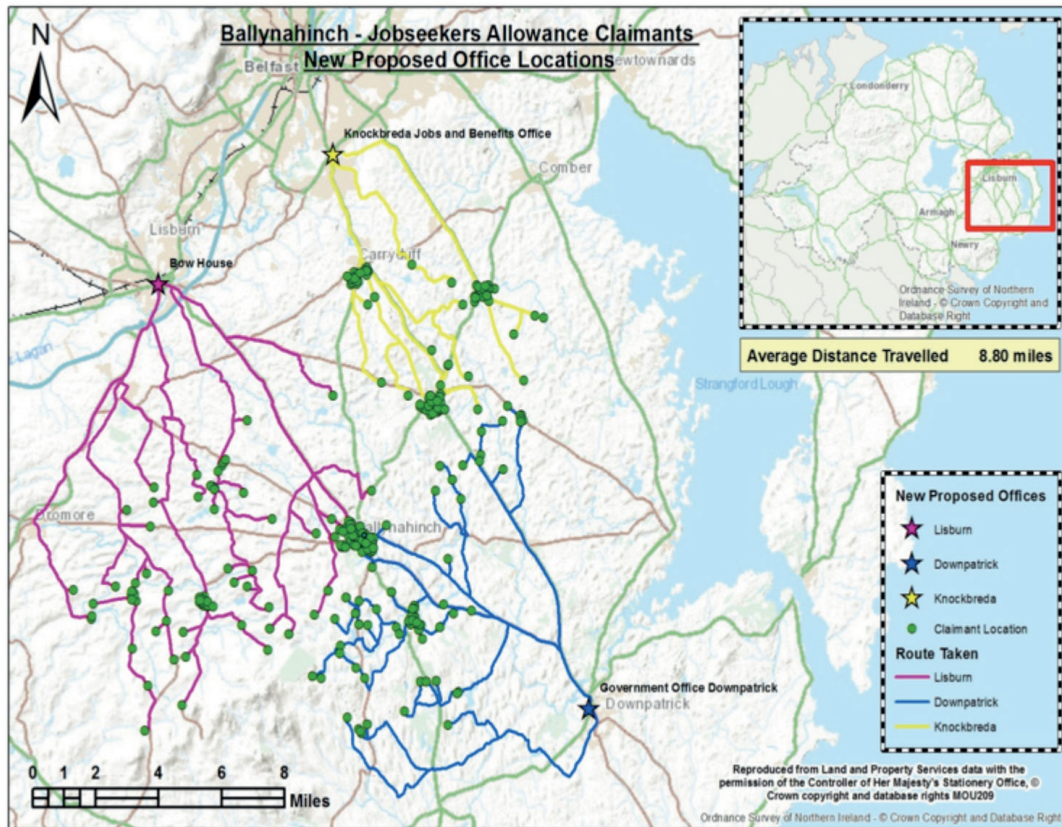 N
Ballynahinch - Jobseekers Allowance Claimants
New Proposed Office Locations
Belfast
Newtownards
Knockbreda Jobs and Benefits Office
Comber
Lisburn
Bow House
Carryduff
Lagan
Strangford Lough
Dromore
Ballynahinch
Government Office Downpatrick
Downpatrick
0 1 2 4 6 8
Miles
Londonderry
Lisburn
Armagh
Newry
Ordnance Survey of Northern
Ireland - © Crown Copyright and
Database Right
Average Distance Travelled 8.80 miles
New Proposed Offices
Lisburn
Downpatrick
Knockbreda
Claimant Location
Route Taken
Lisburn
Downpatrick
Knockbreda
Reproduced from Land and Property Services data with the
permission of the Controller of Her Majesty's Stationery Office, ©
Crown copyright and database rights MOU209
Ordnance Survey of Northern Ireland - © Crown Copyright and Database Right